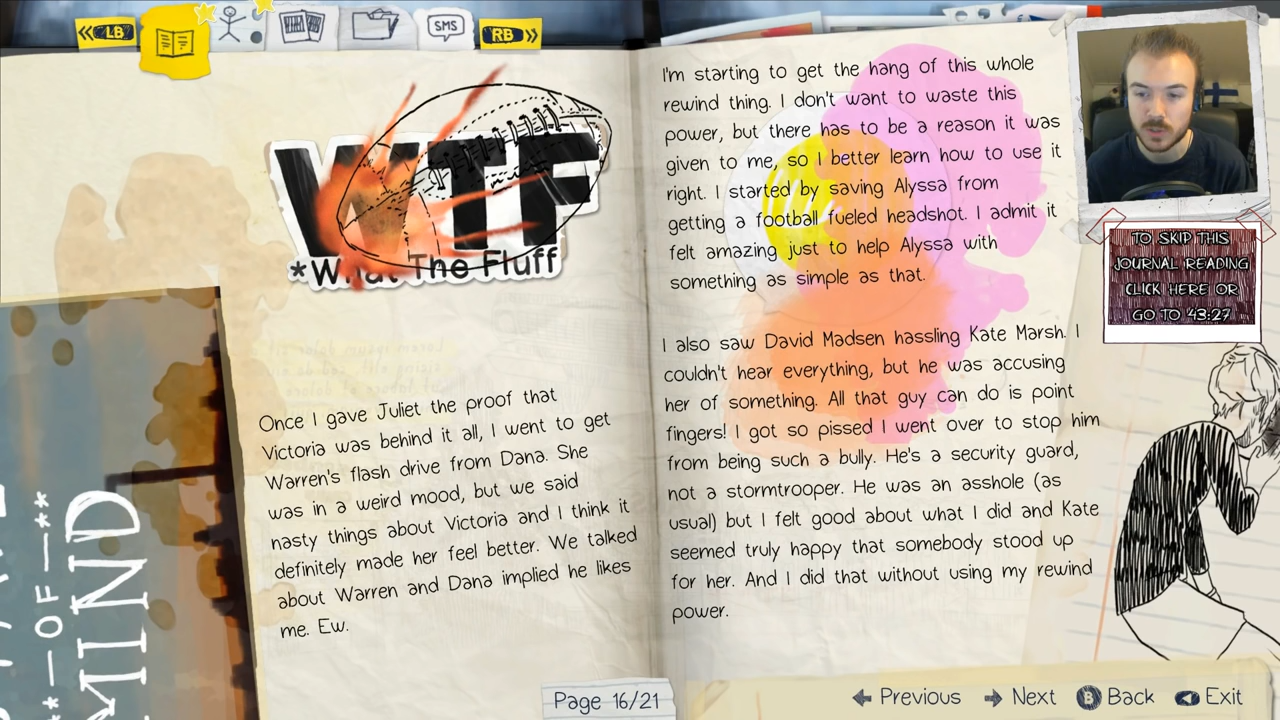 LB
SMS
RB
WTF
*What The Fluff
Once I gave Juliet the proof that
Victoria was behind it all, I went to get
Warren's flash drive from Dana. She
was in a weird mood, but we said
nasty things about Victoria and I think it
definitely made her feel better. We talked
about Warren and Dana implied he likes
me. Ew.
OF
MIND
I'm starting to get the hang of this whole
rewind thing. I don't want to waste this
power, but there has to be a reason it was
given to me, so I better learn how to use it
right. I started by saving Alyssa from
getting a football fueled headshot. I admit it
felt amazing just to help Alyssa with
something as simple as that.
I also saw David Madsen hassling Kate Marsh. I
couldn't hear everything, but he was accusing
her of something. All that guy can do is point
fingers! I got so pissed I went over to stop him
from being such a bully. He's a security guard,
not a stormtrooper. He was an asshole (as
usual) but I felt good about what I did and Kate
seemed truly happy that somebody stood up
for her. And I did that without using my rewind
power.
TO SKIP THIS
JOURNAL READING
CLICK HERE OR
GO TO 43:27
Page 16/21
Previous Next B Back Exit